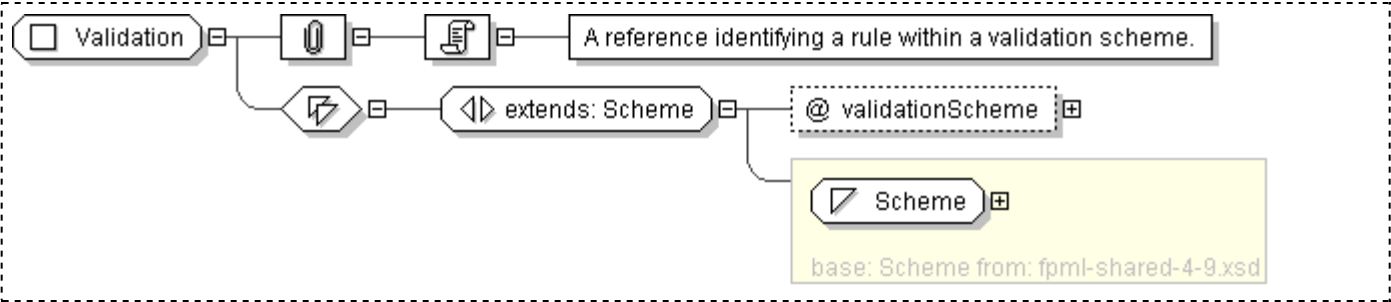 Validation
A reference identifying a rule within a validation scheme.
extends: Scheme
@ validationScheme
Scheme
base: Scheme from: fpml-shared-4-9.xsd